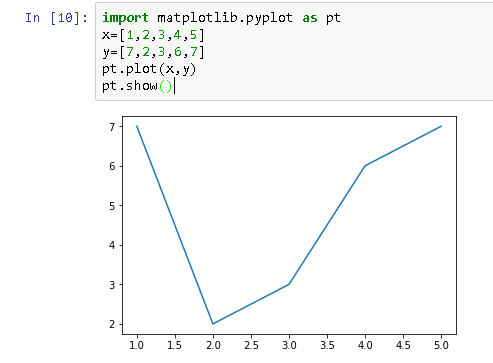 In [10]: import matplotlib.pyplot as pt
x=[1,2,3,4,5]
y=[7,2,3,6,7]
pt.plot(x,y)
pt.show()
7
6
5
4
3
2
1.0 1.5 2.0 2.5 3.0 3.5 4.0 4.5 5.0